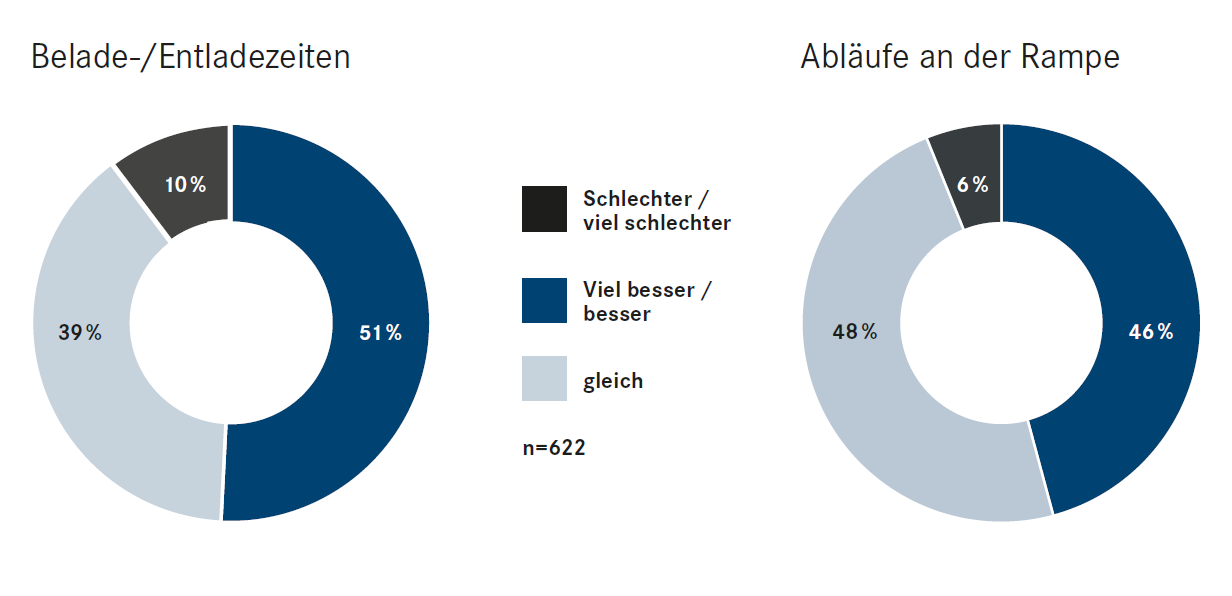 Belade-/Entladezeiten
10 %
39 %
51 %
Schlechter /
viel schlechter
Viel besser /
besser
gleich
n=622
Abläufe an der Rampe
6 %
48 %
46 %